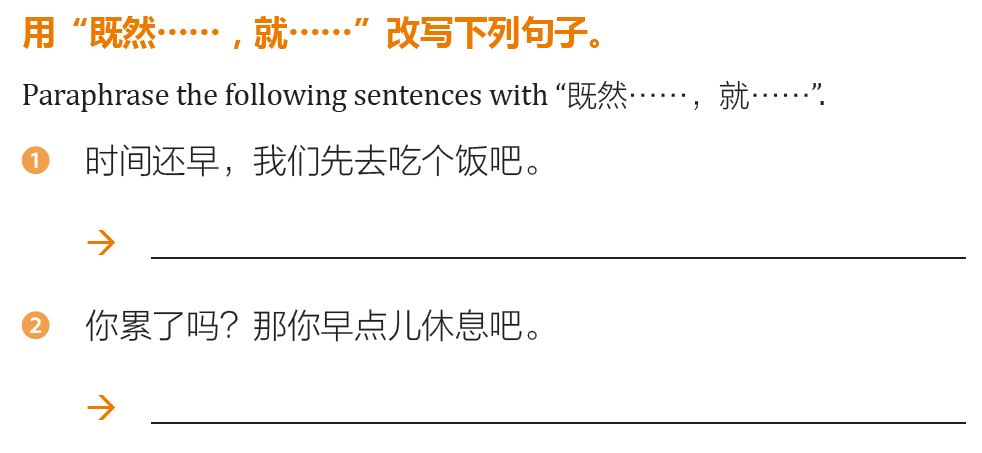 用“既然……，就……”改写下列句子。
Paraphrase the following sentences with “既然……，就……”.
1 时间还早，我们先去吃个饭吧。
→
2 你累了吗？那你早点儿休息吧。
→